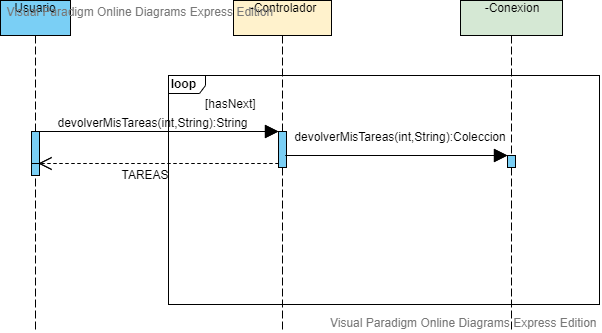 Usuario
Visual Paradigm Online Diagrams Express Edition
-Controlador
-Conexion
loop
[hasNext]
devolverMisTareas(int,String):String
devolverMisTareas(int,String):Coleccion
TAREAS
Visual Paradigm Online Diagrams Express Edition